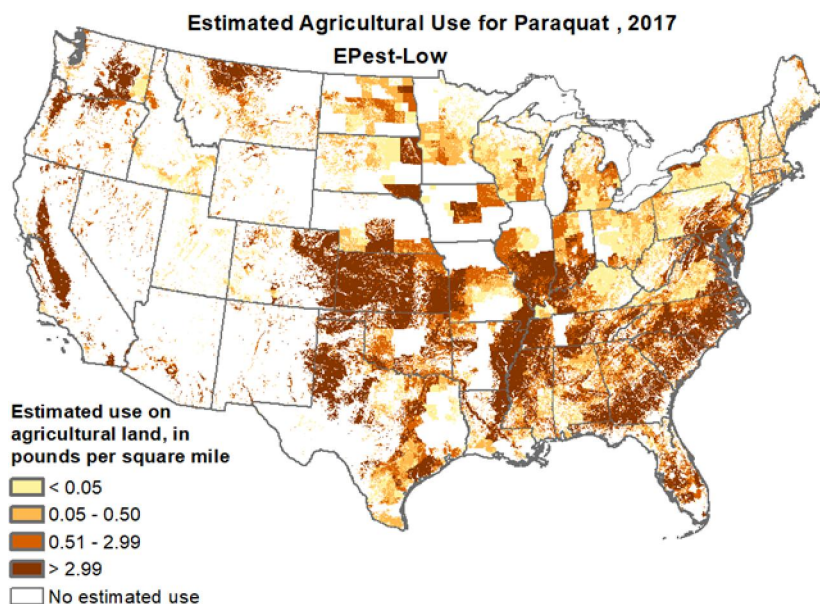 Estimated Agricultural Use for Paraquat , 2017
EPest-Low
Estimated use on
agricultural land, in
pounds per square mile
< 0.05
0.05 - 0.50
0.51 - 2.99
> 2.99
No estimated use